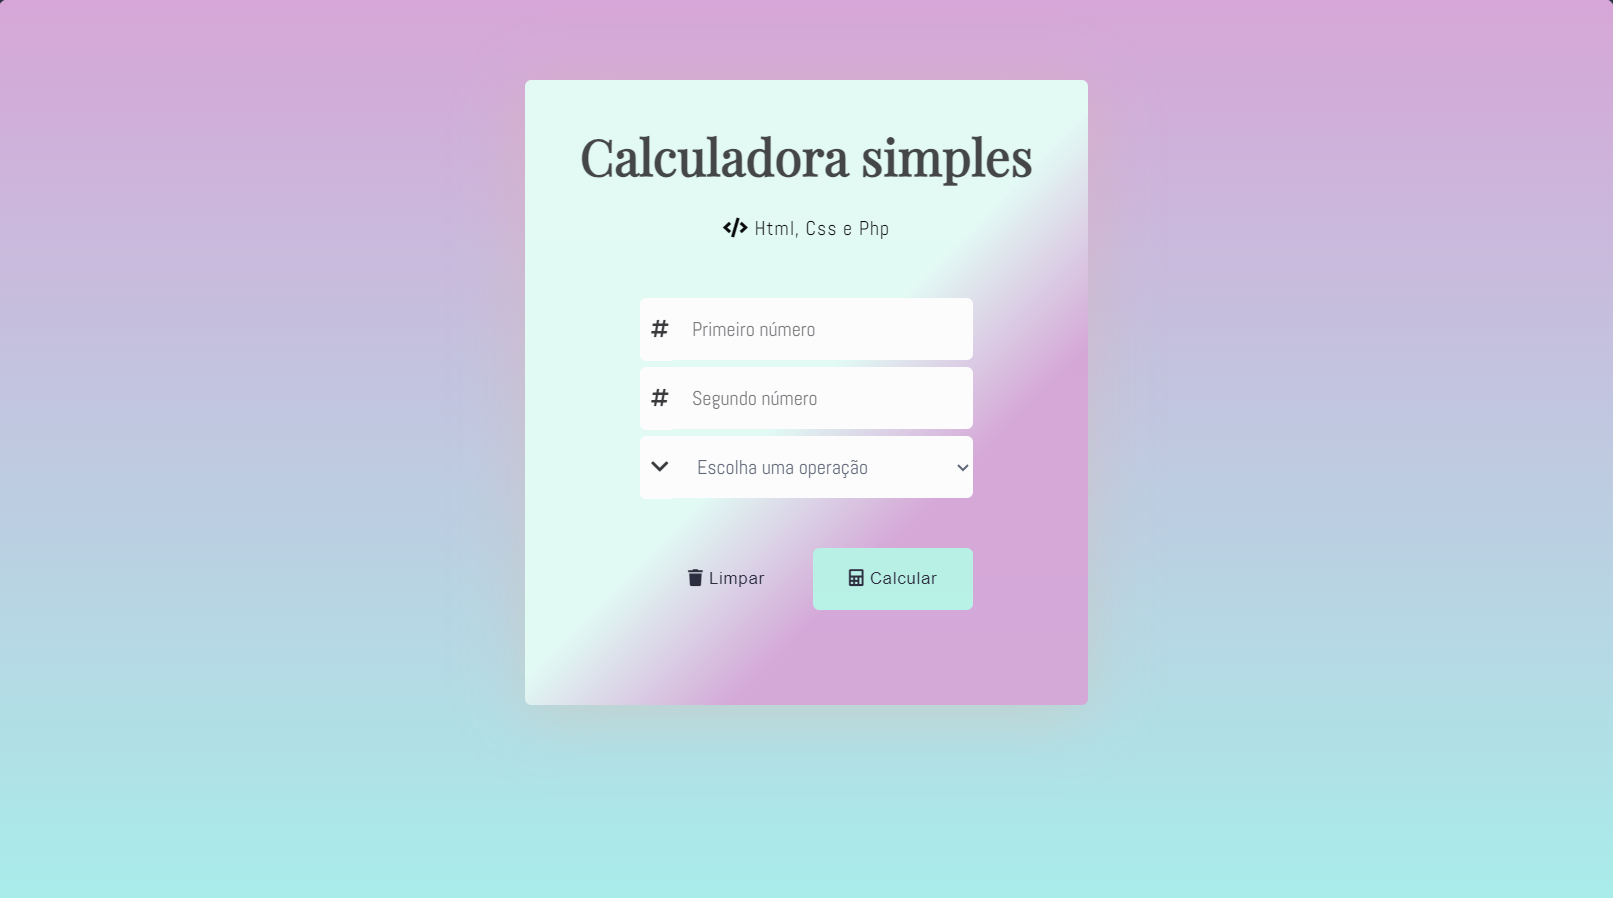 Calculadora simples
</> Html, Css e Php
# Primeiro número
# Segundo número
Escolha uma operação
Limpar
Calcular